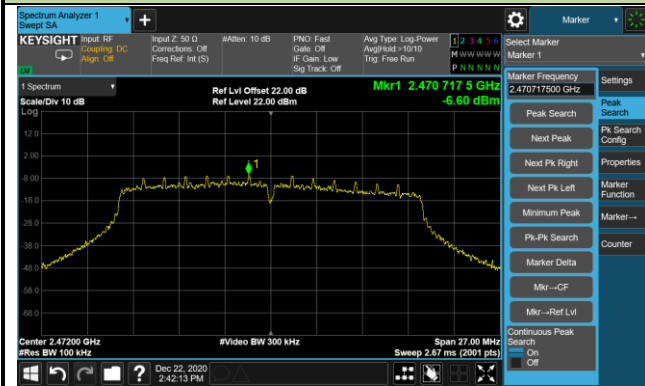 Spectrum Analyzer 1
Swept SA
Marker
KEYSIGHT
Input: RF
Coupling: DC
Align: Off
Input Z: 50 Ω
Corrections: Off
Freq Ref: Int (S)
#Atten: 10 dB
PNO: Fast
Gate: Off
IF Gain: Low
Sig Track: Off
Avg Type: Log-Power
Avg|Hold:>10/10
Trig: Free Run
1 2 3 4 5 6
M W W W W W
P N N N N N
LW
1 Spectrum
Scale/Div 10 dB
Log
Ref Lvl Offset 22.00 dB
Ref Level 22.00 dBm
Mkr1 2.470 717 5 GHz
-6.60 dBm
12.0
2.00
-8.00
-18.0
-28.0
-38.0
-48.0
-58.0
-68.0
1
Center 2.47200 GHz
#Res BW 100 kHz
#Video BW 300 kHz
Span 27.00 MHz
Sweep 2.67 ms (2001 pts)
Select Marker
Marker 1
Marker Frequency
2.470717500 GHz
Peak Search
Next Peak
Next Pk Right
Next Pk Left
Minimum Peak
Pk-Pk Search
Marker Delta
Mkr→CF
Mkr→Ref Lvl
Continuous Peak
Search
On
Off
Settings
Peak
Search
Pk Search
Config
Properties
Marker
Function
Marker→
Counter
Dec 22, 2020
2:42:13 PM